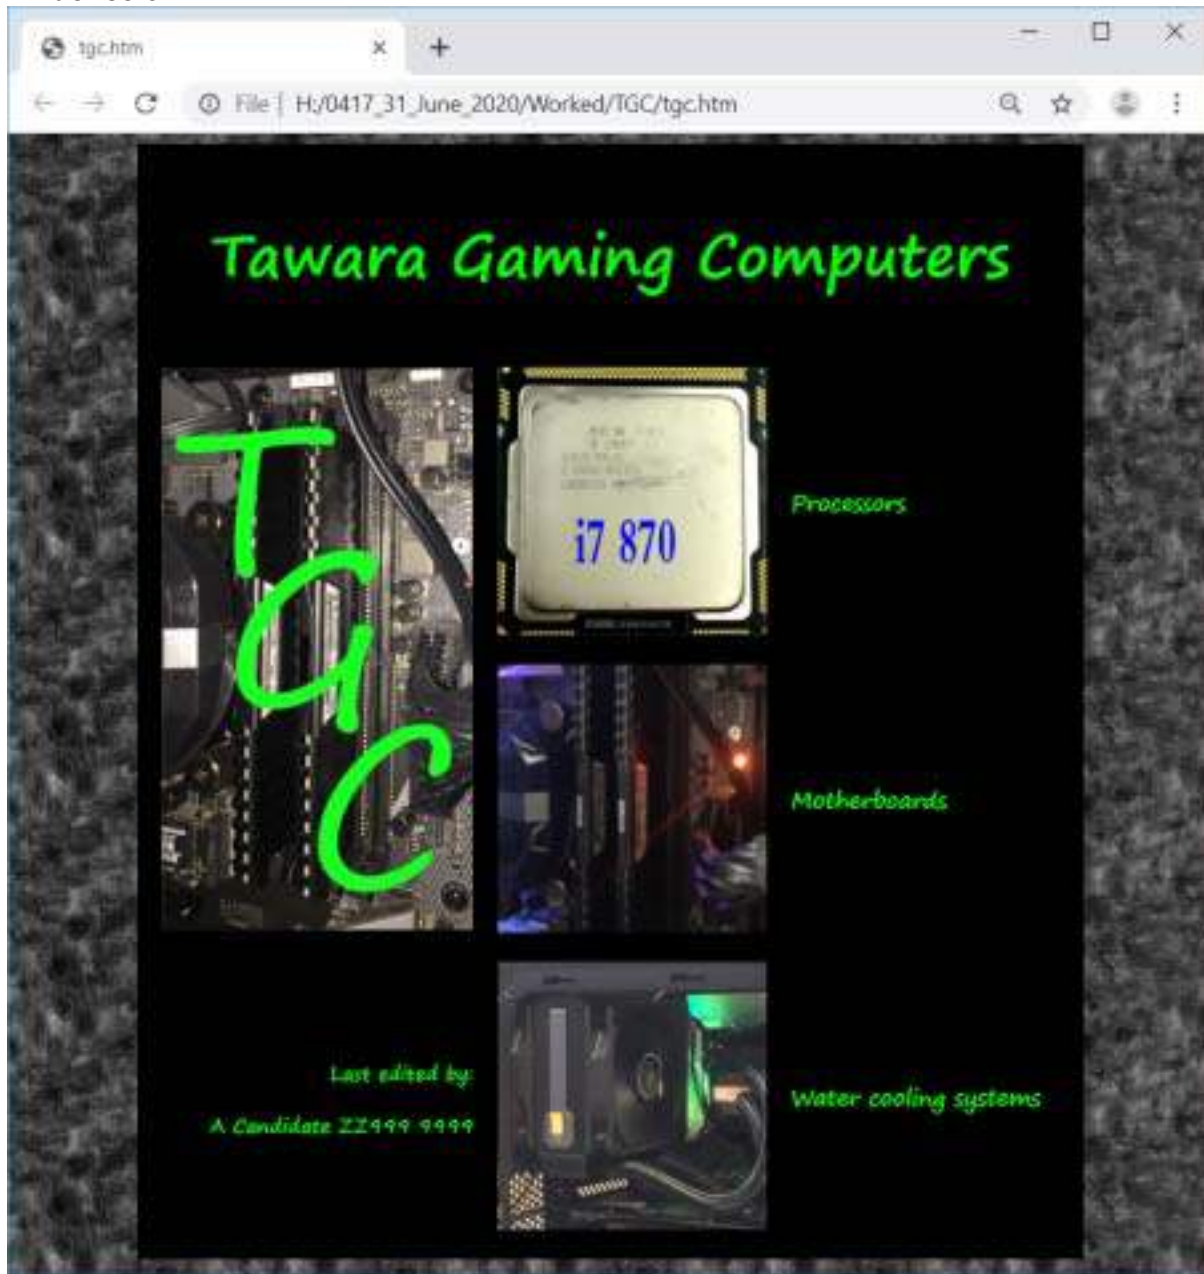 tgc.htm
File | H:/0417_31_June_2020/Worked/TGC/tgc.htm
Tawara Gaming Computers
T
G
C
i7 870
Processors
Motherboards
Last edited by:
A Candidate ZZ999 9999
Water cooling systems